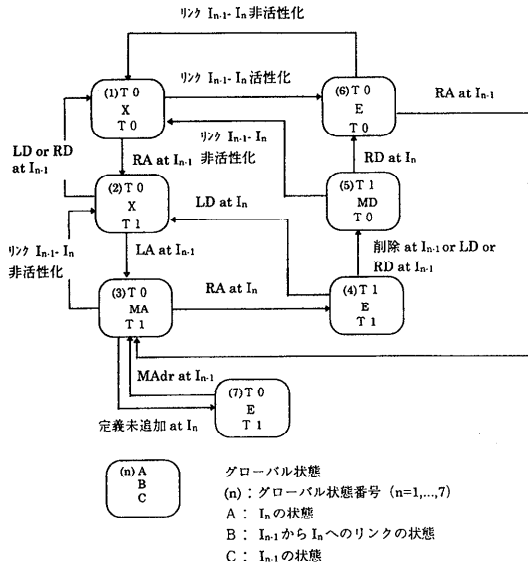 リンク In-1- In 非活性化
リンク In-1- In 活性化
(1) T 0
X
T 0
(6) T 0
E
T 0
RA at In-1
LD or RD
at In-1
RA at In-1
リンク In-1- In
非活性化
RD at In
(2) T 0
X
T 1
LD at In
(5) T 1
MD
T 0
リンク In-1- In
非活性化
LA at In-1
削除 at In-1 or LD or
RD at In-1
(3) T 0
MA
T 1
RA at In
(4) T 1
E
T 1
MAdr at In-1
(7) T 0
E
T 1
定義未追加 at In
(n) A
B
C
グローバル状態
(n)：グローバル状態番号（n=1,...,7）
A： Inの状態
B： In-1からInへのリンクの状態
C： In-1の状態